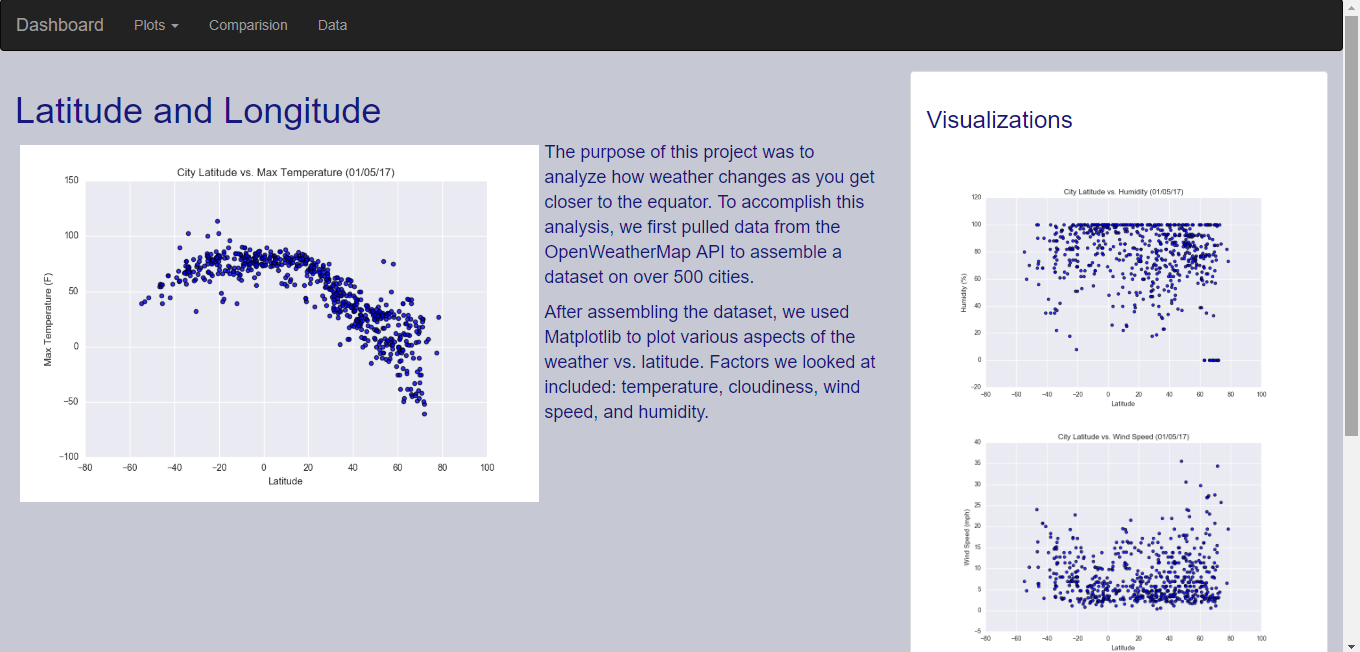 Dashboard Plots Comparision Data
Latitude and Longitude
City Latitude vs. Max Temperature (01/05/17)
Max Temperature (F)
150
100
50
0
−50
−100
−80 −60 −40 −20 0 20 40 60 80 100
Latitude
The purpose of this project was to
analyze how weather changes as you get
closer to the equator. To accomplish this
analysis, we first pulled data from the
OpenWeatherMap API to assemble a
dataset on over 500 cities.
After assembling the dataset, we used
Matplotlib to plot various aspects of the
weather vs. latitude. Factors we looked at
included: temperature, cloudiness, wind
speed, and humidity.
Visualizations
City Latitude vs. Humidity (01/05/17)
Humidity (%)
120
100
80
60
40
20
0
−20
−80 −60 −40 −20 0 20 40 60 80 100
Latitude
City Latitude vs. Wind Speed (01/05/17)
Wind Speed (mph)
40
35
30
25
20
15
10
5
0
−5
−80 −60 −40 −20 0 20 40 60 80 100
Latitude